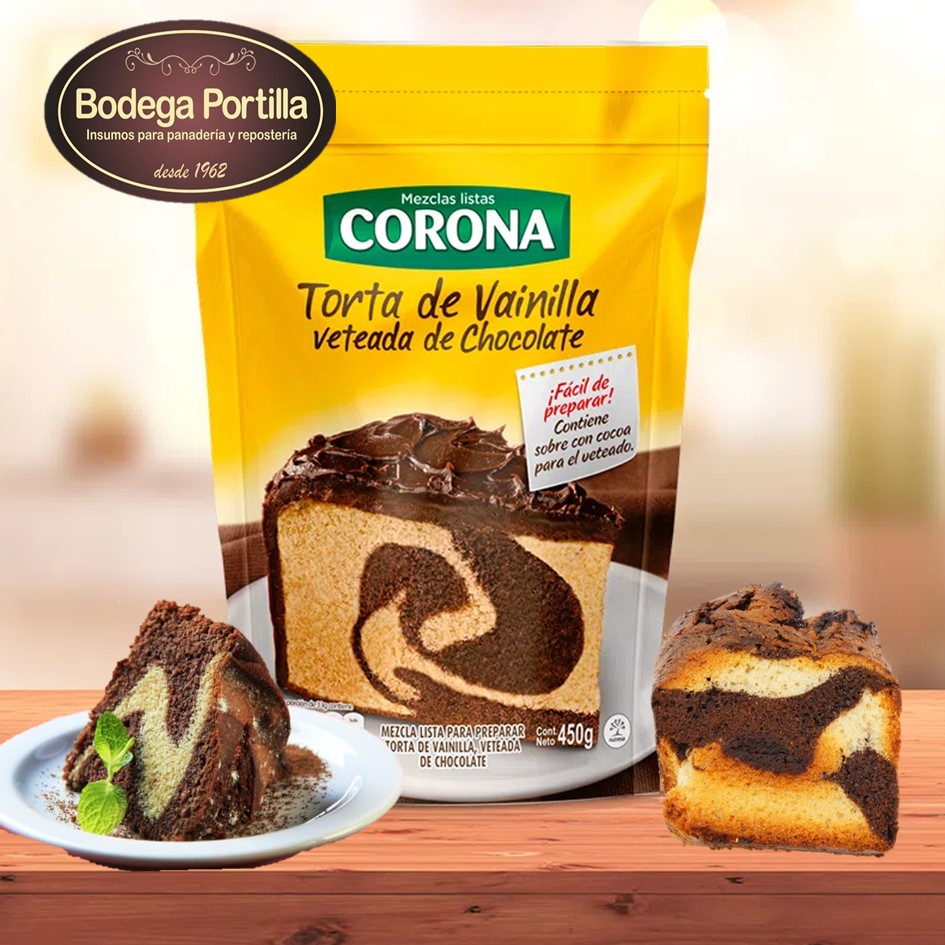 Bodega Portilla
Insumos para panadería y repostería
desde 1962
Mezclas listas
CORONA
Torta de Vainilla
veteada de Chocolate
¡Fácil de
preparar!
Contiene
sobre con cocoa
para el veteado.
MEZCLA LISTA PARA PREPARAR
TORTA DE VAINILLA, VETEADA
DE CHOCOLATE
Cont.
Neto 450g